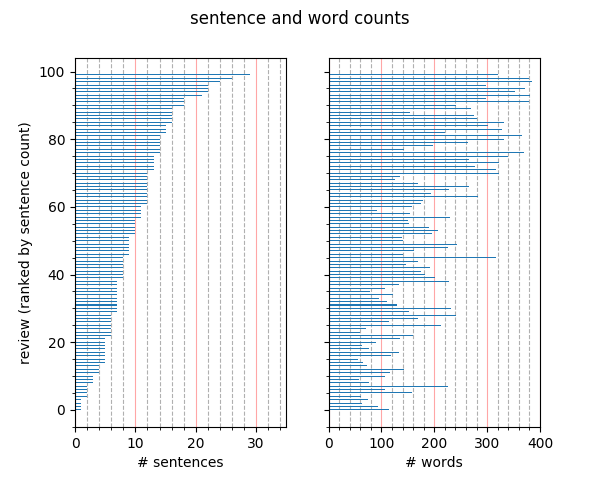 sentence and word counts
review (ranked by sentence count)
100
80
60
40
20
0
0 10 20 30
# sentences
0 100 200 300 400
# words